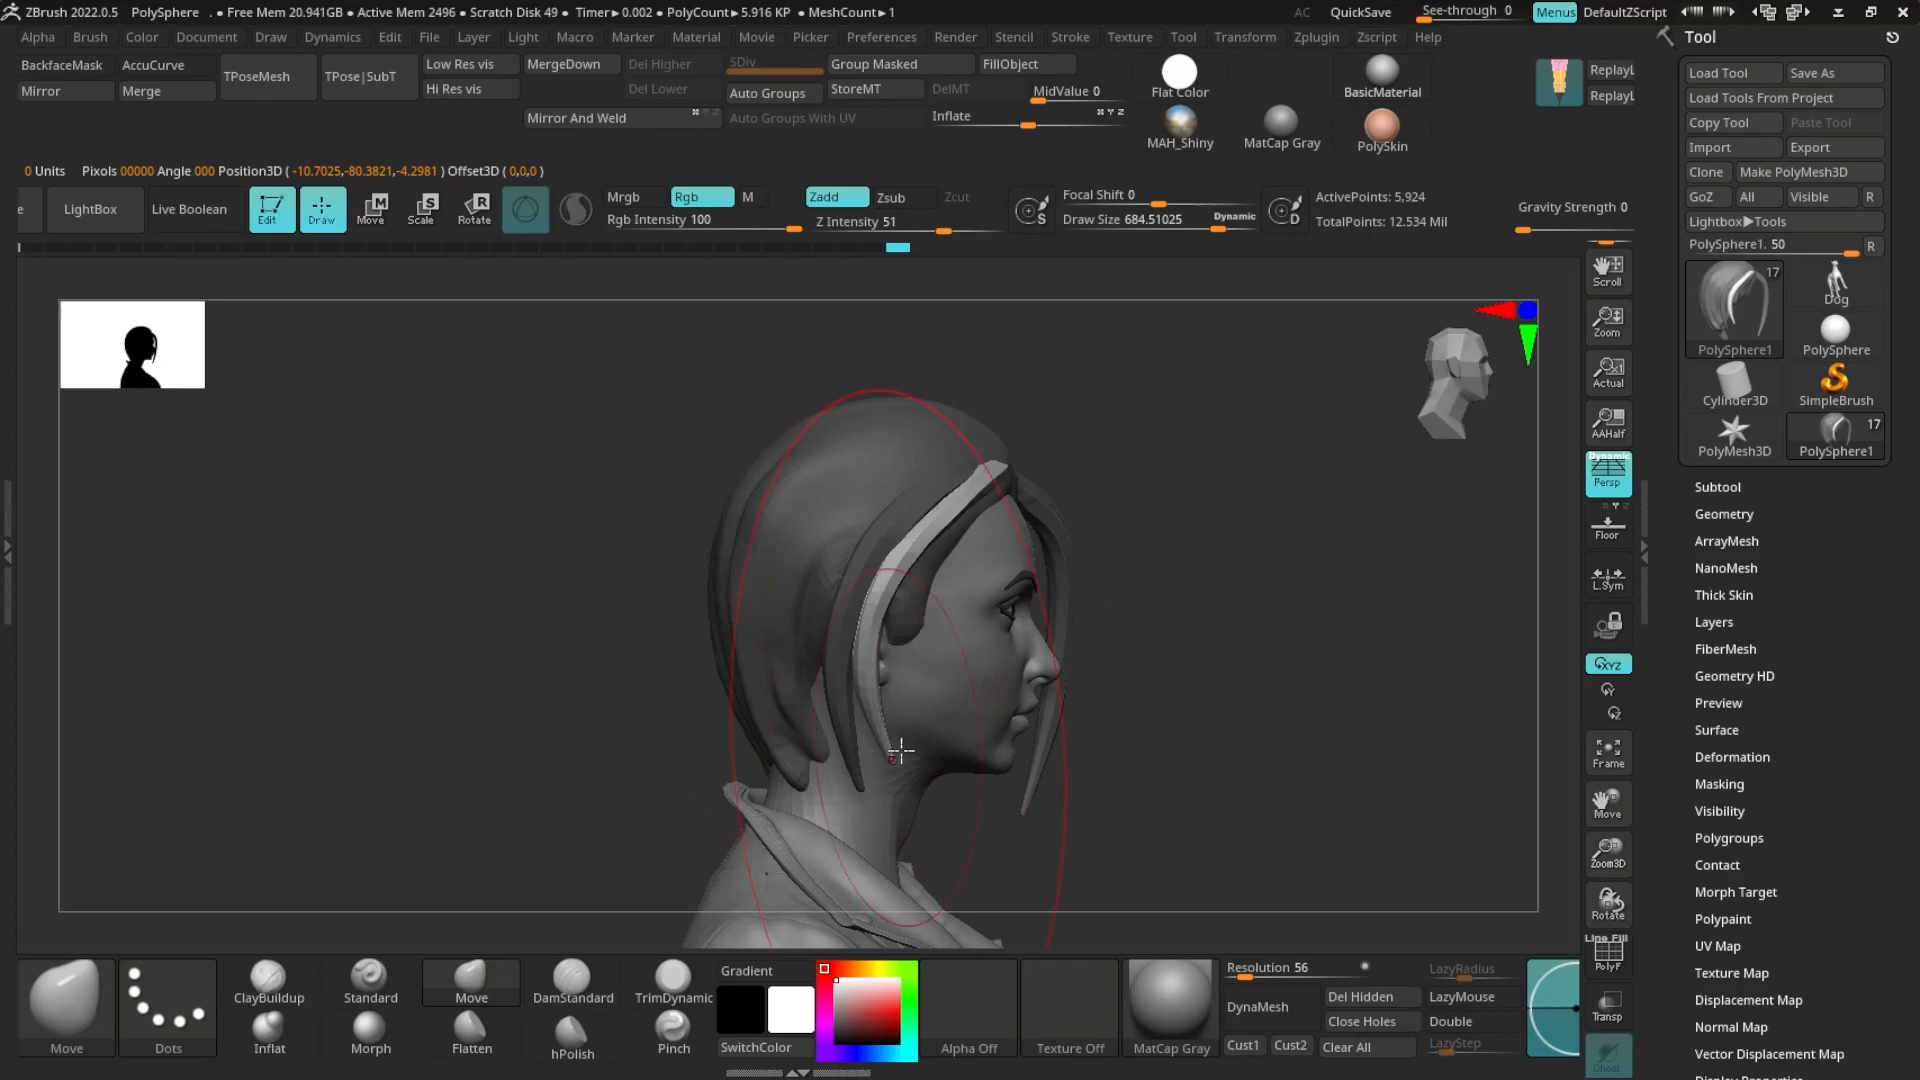 ZBrush 2022.0.5 PolySphere . ● Free Mem 20.941GB ● Active Mem 2496 ● Scratch Disk 49 ● Timer▸0.002 ● PolyCount▸5.916 KP ● MeshCount▸1 AC QuickSave See-through 0 Menus DefaultZScript
Alpha Brush Color Document Draw Dynamics Edit File Layer Light Macro Marker Material Movie Picker Preferences Render Stencil Stroke Texture Tool Transform Zplugin Zscript Help
Tool
BackfaceMask AccuCurve TPoseMesh TPose|SubT Low Res vis MergeDown Del Higher SDiv Group Masked FillObject
Mirror Merge Hi Res vis Del Lower Auto Groups StoreMT DelMT MidValue 0
Mirror And Weld Auto Groups With UV Inflate
Flat Color BasicMaterial
MAH_Shiny MatCap Gray PolySkin
ReplayL
ReplayL
0 Units Pixols 00000 Angle 000 Position3D ( -10.7025,-80.3821,-4.2981 ) Offset3D ( 0,0,0 )
e LightBox Live Boolean Edit Draw Move Scale Rotate
Mrgb Rgb M Zadd Zsub Zcut
Rgb Intensity 100 Z Intensity 51
S Focal Shift 0
Draw Size 684.51025 Dynamic
D ActivePoints: 5,924
TotalPoints: 12.534 Mil
Gravity Strength 0
Load Tool Save As
Load Tools From Project
Copy Tool Paste Tool
Import Export
Clone Make PolyMesh3D
GoZ All Visible R
Lightbox▶Tools
PolySphere1. 50 R
17
PolySphere1 Dog
PolySphere
Cylinder3D SimpleBrush
17
PolyMesh3D PolySphere1
Subtool
Geometry
ArrayMesh
NanoMesh
Thick Skin
Layers
FiberMesh
Geometry HD
Preview
Surface
Deformation
Masking
Visibility
Polygroups
Contact
Morph Target
Polypaint
UV Map
Texture Map
Displacement Map
Normal Map
Vector Displacement Map
Scroll
Zoom
Actual
AAHalf
Dynamic
Persp
Floor
L.Sym
XYZ
Y
Z
Frame
Move
Zoom3D
Rotate
Line Fill
PolyF
Transp
Ghost
Move Dots ClayBuildup Standard Move DamStandard TrimDynamic
Inflat Morph Flatten hPolish Pinch
Gradient
SwitchColor
Alpha Off Texture Off MatCap Gray
Resolution 56
DynaMesh
Cust1 Cust2
Del Hidden
Close Holes
Clear All
LazyRadius
LazyMouse
Double
LazyStep